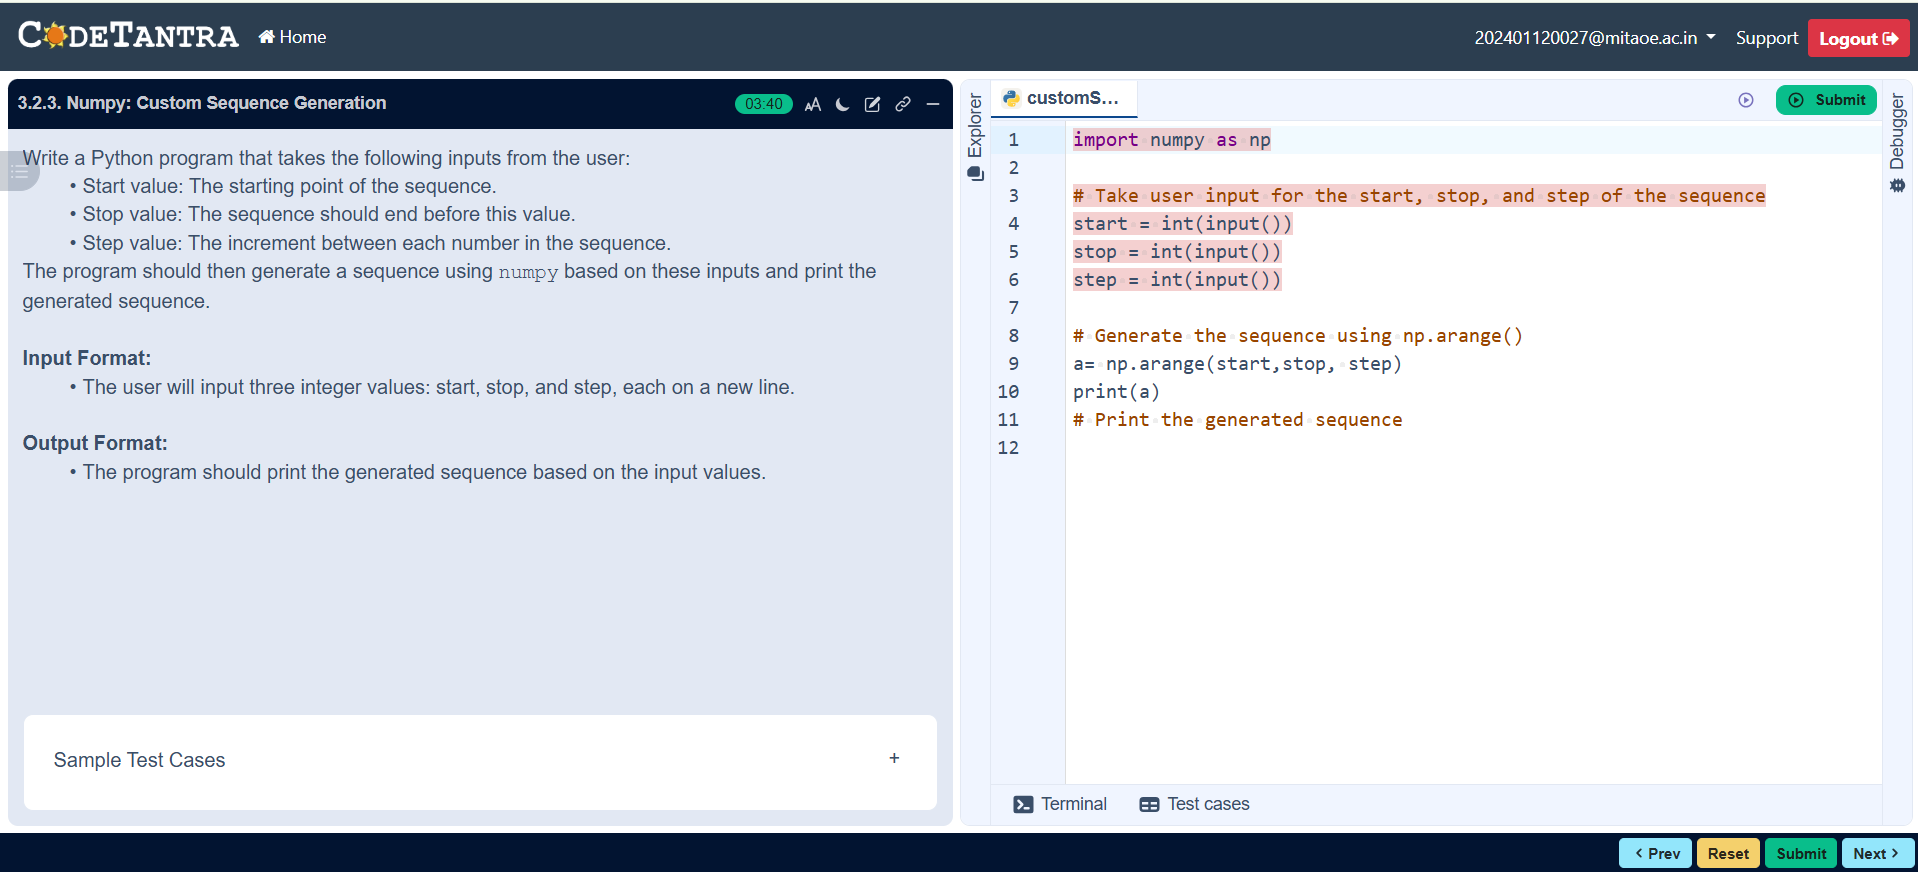 CODETANTRA
Home
202401120027@mitaoe.ac.in
Support
Logout
3.2.3. Numpy: Custom Sequence Generation
03:40
AA
Write a Python program that takes the following inputs from the user:
• Start value: The starting point of the sequence.
• Stop value: The sequence should end before this value.
• Step value: The increment between each number in the sequence.
The program should then generate a sequence using numpy based on these inputs and print the
generated sequence.
Input Format:
• The user will input three integer values: start, stop, and step, each on a new line.
Output Format:
• The program should print the generated sequence based on the input values.
Sample Test Cases
+
Explorer
customS...
Submit
Debugger
1 import numpy as np
2
3 # Take user input for the start, stop, and step of the sequence
4 start = int(input())
5 stop = int(input())
6 step = int(input())
7
8 # Generate the sequence using np.arange()
9 a= np.arange(start,stop, step)
10 print(a)
11 # Print the generated sequence
12
Terminal
Test cases
< Prev
Reset
Submit
Next >